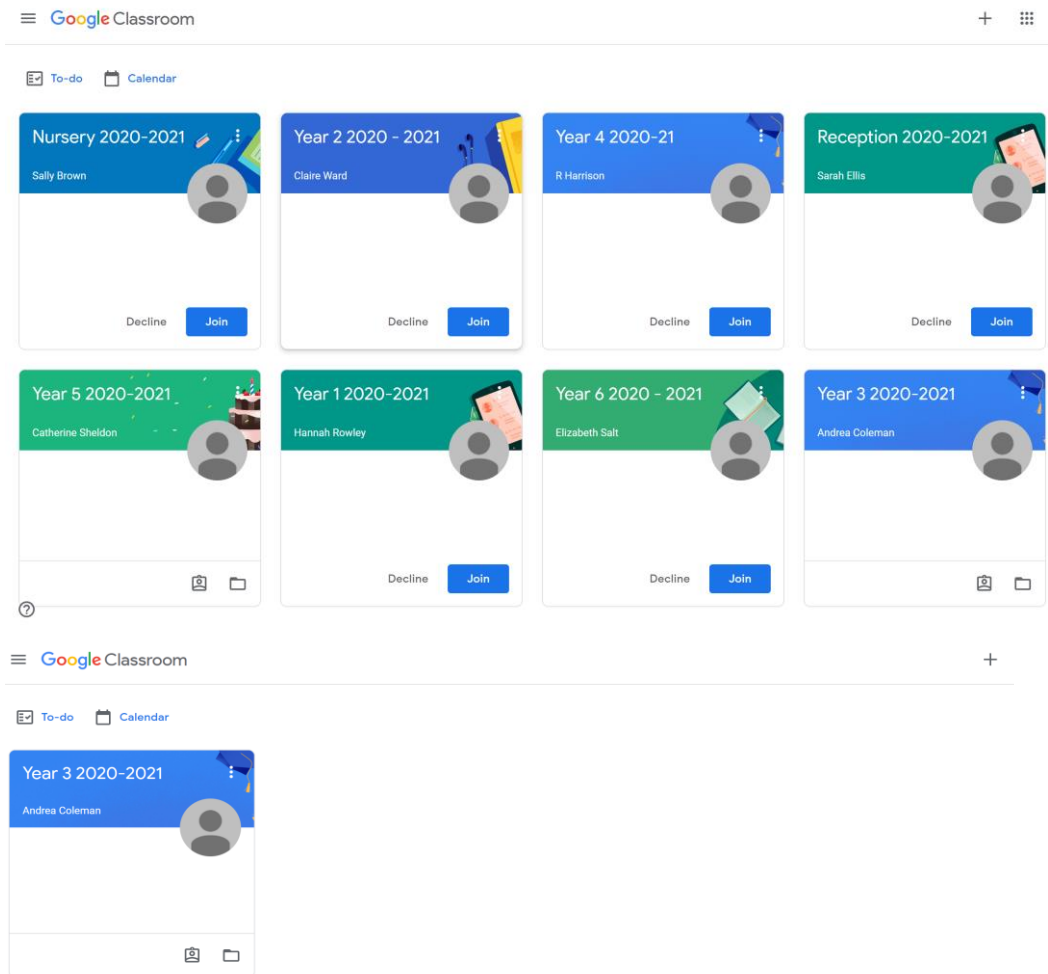 Google Classroom
To-do Calendar
Nursery 2020-2021
Sally Brown
Decline Join
Year 2 2020 - 2021
Claire Ward
Decline Join
Year 4 2020-21
R Harrison
Decline Join
Reception 2020-2021
Sarah Ellis
Decline Join
Year 5 2020-2021
Catherine Sheldon
Year 1 2020-2021
Hannah Rowley
Decline Join
Year 6 2020 - 2021
Elizabeth Salt
Decline Join
Year 3 2020-2021
Andrea Coleman
Google Classroom
To-do Calendar
Year 3 2020-2021
Andrea Coleman